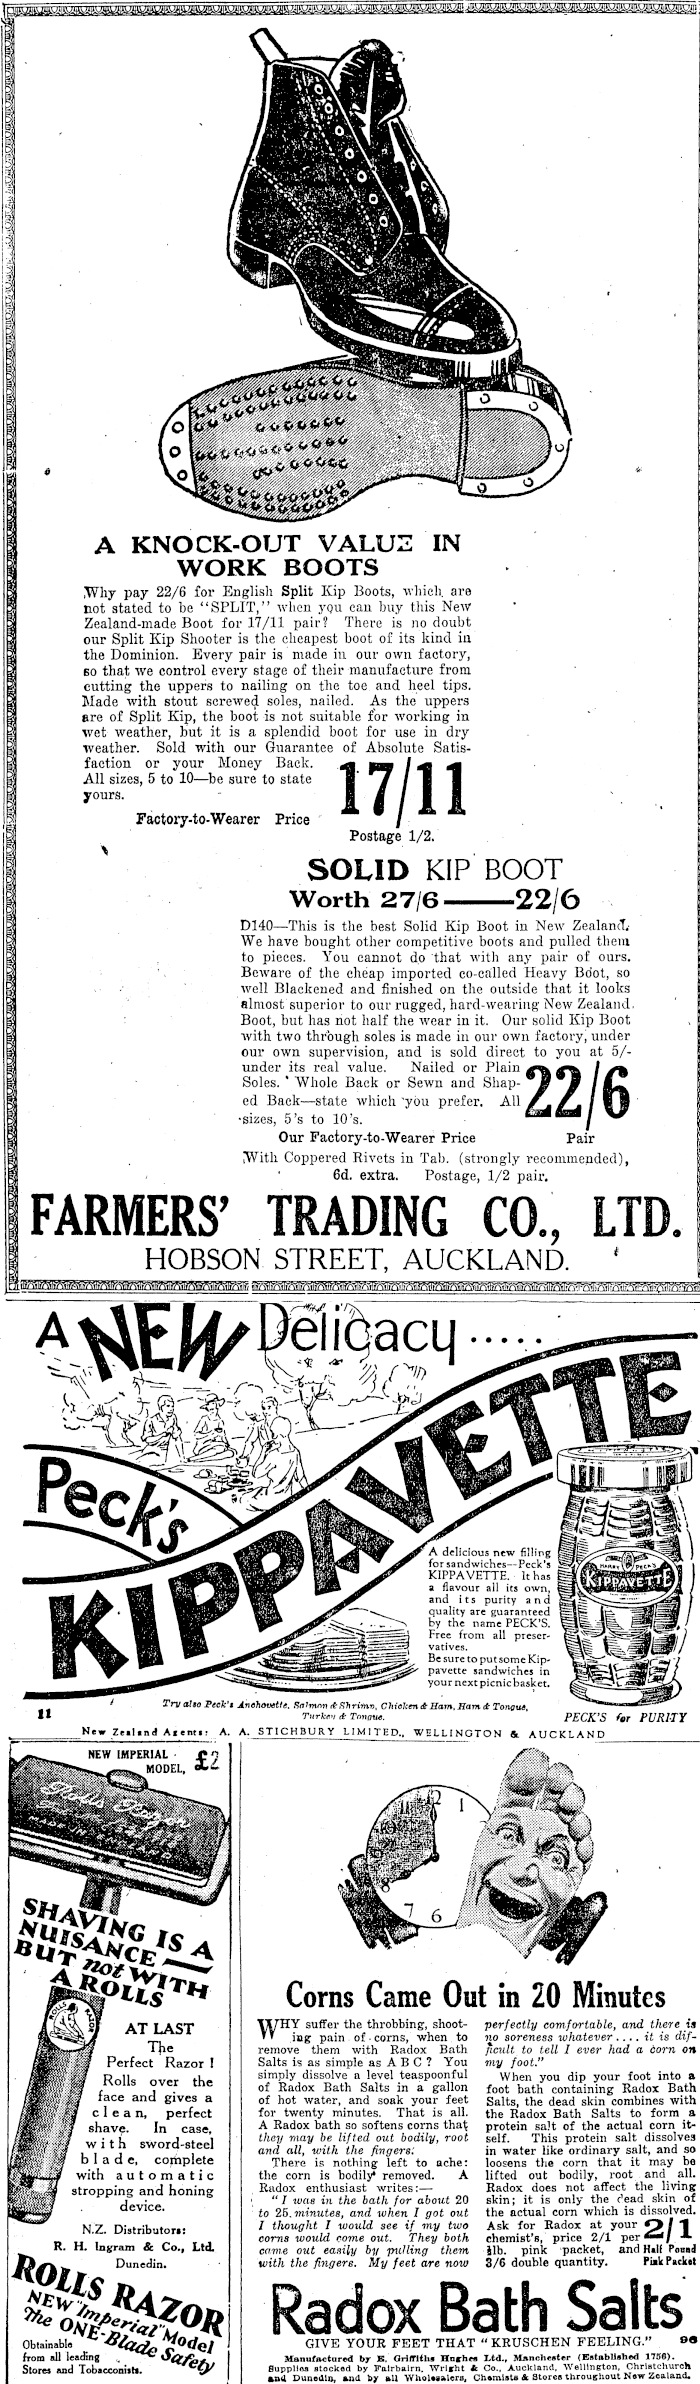 A KNOCK-OUT VALUE IN
WORK BOOTS
Why pay 22/6 for English Split Kip Boots, which are
not stated to be "SPLIT," when you can buy this New
Zealand-made Boot for 17/11 pair? There is no doubt
our Split Kip Shooter is the cheapest boot of its kind in
the Dominion. Every pair is made in our own factory,
so that we control every stage of their manufacture from
cutting the uppers to nailing on the toe and heel tips.
Made with stout screwed soles, nailed. As the uppers
are of Split Kip, the boot is not suitable for working in
wet weather, but it is a splendid boot for use in dry
weather. Sold with our Guarantee of Absolute Satis-
faction or your Money Back.
All sizes, 5 to 10—be sure to state
yours.
17/11
Factory-to-Wearer Price
Postage 1/2.
SOLID KIP BOOT
Worth 27/6——22/6
D140—This is the best Solid Kip Boot in New Zealand.
We have bought other competitive boots and pulled them
to pieces. You cannot do that with any pair of ours.
Beware of the cheap imported co-called Heavy Boot, so
well Blackened and finished on the outside that it looks
almost superior to our rugged, hard-wearing New Zealand
Boot, but has not half the wear in it. Our solid Kip Boot
with two through soles is made in our own factory, under
our own supervision, and is sold direct to you at 5/-
under its real value. Nailed or Plain
Soles. Whole Back or Sewn and Shap-
ed Back—state which you prefer. All
sizes, 5's to 10's.
22/6
Our Factory-to-Wearer Price Pair
With Coppered Rivets in Tab. (strongly recommended),
6d. extra. Postage, 1/2 pair.
FARMERS' TRADING CO., LTD.
HOBSON STREET, AUCKLAND.
A NEW Delicacy .....
Peck's
KIPPAVETTE
HARRY PECK'S
KIPPAVETTE
A delicious new filling
for sandwiches—Peck's
KIPPAVETTE. It has
a flavour all its own,
and its purity and
quality are guaranteed
by the name PECK'S.
Free from all preser-
vatives.
Be sure to put some Kip-
pavette sandwiches in
your next picnic basket.
Try also Peck's Anchovette, Salmon & Shrimp, Chicken & Ham, Ham & Tongue,
Turkey & Tongue.
11
PECK'S for PURITY
New Zealand Agents: A. A. STICHBURY LIMITED., WELLINGTON & AUCKLAND
NEW IMPERIAL
MODEL, £2
Rolls Razor
SHAVING IS A
NUISANCE—
BUT not WITH
A ROLLS
ROLLS RAZOR
AT LAST
The
Perfect Razor!
Rolls over the
face and gives a
clean, perfect
shave. In case,
with sword-steel
blade, complete
with automatic
stropping and honing
device.
N.Z. Distributors:
R. H. Ingram & Co., Ltd.
Dunedin.
ROLLS RAZOR
NEW "Imperial" Model
The ONE-Blade Safety
Obtainable
from all leading
Stores and Tobacconists.
12 1
8 7 6
Corns Came Out in 20 Minutes
WHY suffer the throbbing, shoot-
ing pain of corns, when to
remove them with Radox Bath
Salts is as simple as A B C? You
simply dissolve a level teaspoonful
of Radox Bath Salts in a gallon
of hot water, and soak your feet
for twenty minutes. That is all.
A Radox bath so softens corns that
they may be lifted out bodily, root
and all, with the fingers.
There is nothing left to ache:
the corn is bodily removed. A
Radox enthusiast writes:—
"I was in the bath for about 20
to 25 minutes, and when I got out
I thought I would see if my two
corns would come out. They both
came out easily by pulling them
with the fingers. My feet are now
perfectly comfortable, and there is
no soreness whatever.... it is dif-
ficult to tell I ever had a corn on
my foot."
When you dip your foot into a
foot bath containing Radox Bath
Salts, the dead skin combines with
the Radox Bath Salts to form a
protein salt of the actual corn it-
self. This protein salt dissolves
in water like ordinary salt, and so
loosens the corn that it may be
lifted out bodily, root and all.
Radox does not affect the living
skin; it is only the dead skin of
the actual corn which is dissolved.
Ask for Radox at your
chemist's, price 2/1 per
½lb. pink packet, and
3/6 double quantity.
2/1
Half Pound
Pink Packet
Radox Bath Salts
GIVE YOUR FEET THAT "KRUSCHEN FEELING." 96
Manufactured by E. Griffiths Hughes Ltd., Manchester (Established 1756).
Supplies stocked by Fairbairn, Wright & Co., Auckland, Wellington, Christchurch
and Dunedin, and by all Wholesalers, Chemists & Stores throughout New Zealand.